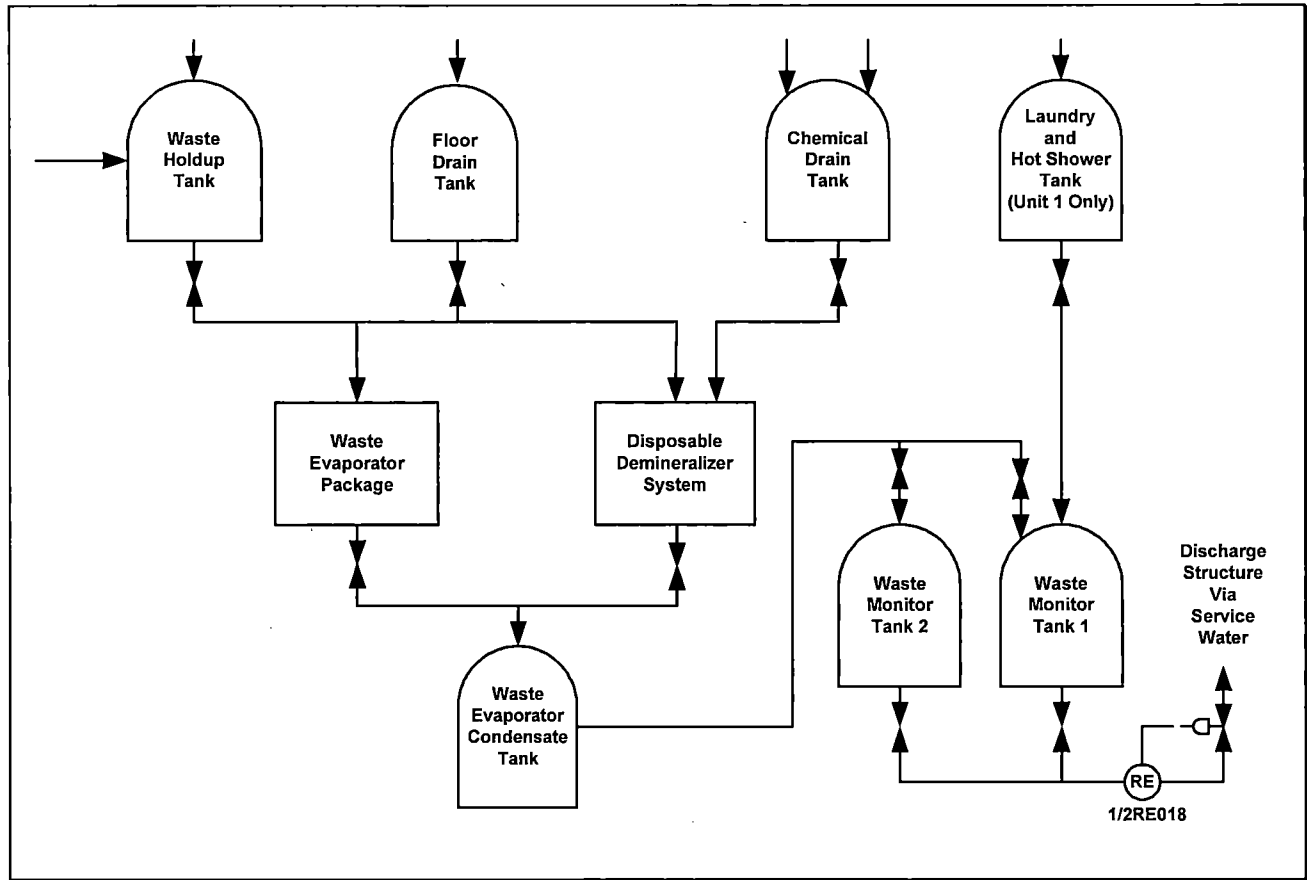 Waste
Holdup
Tank
Floor
Drain
Tank
Chemical
Drain
Tank
Laundry
and
Hot Shower
Tank
(Unit 1 Only)
Waste
Evaporator
Package
Disposable
Demineralizer
System
Waste
Evaporator
Condensate
Tank
Waste
Monitor
Tank 2
Waste
Monitor
Tank 1
Discharge
Structure
Via
Service
Water
RE
1/2RE018